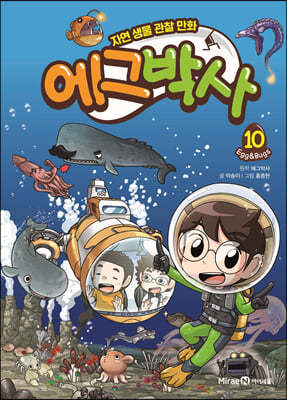 자연 생물 관찰 만화
에그박사
10
Egg&Bugs
원작 에그박사
글 박송이 | 그림 홍종현
Mirae N 아이세움